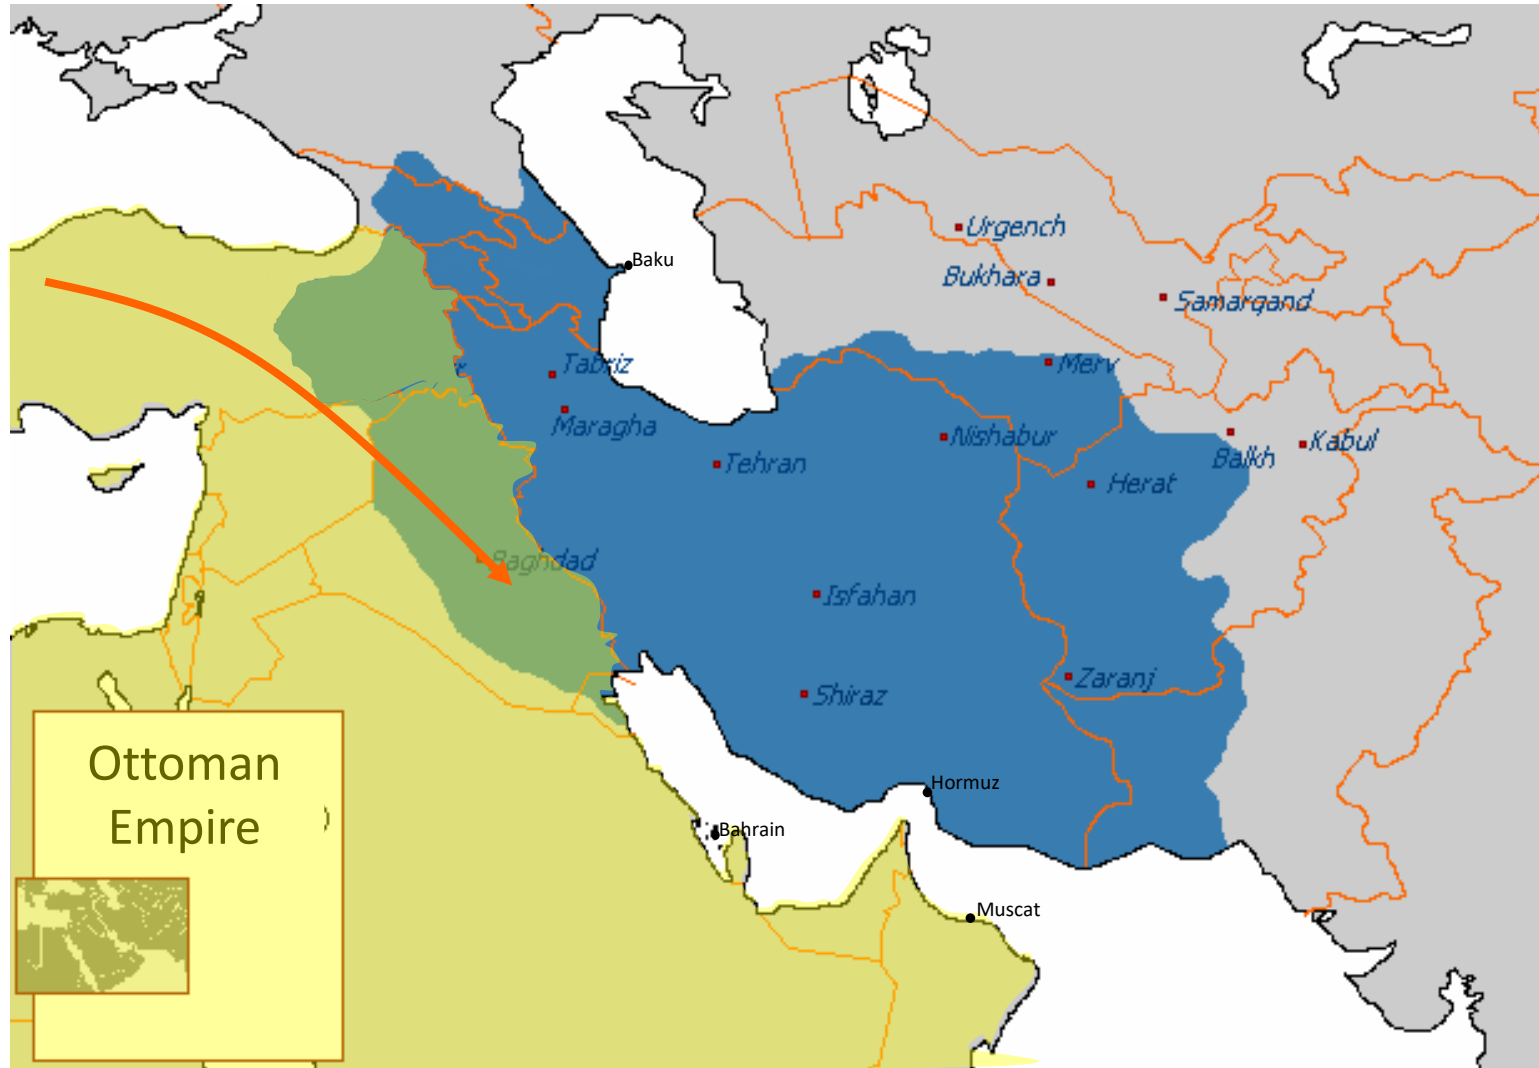 Urgench
Baku
Bukhara
Samarqand
Tabriz
Merv
Maragha
Nishabur
Kabul
Balkh
Tehran
Herat
Baghdad
Isfahan
Zaranj
Shiraz
Ottoman
Empire
Hormuz
Bahrain
Muscat